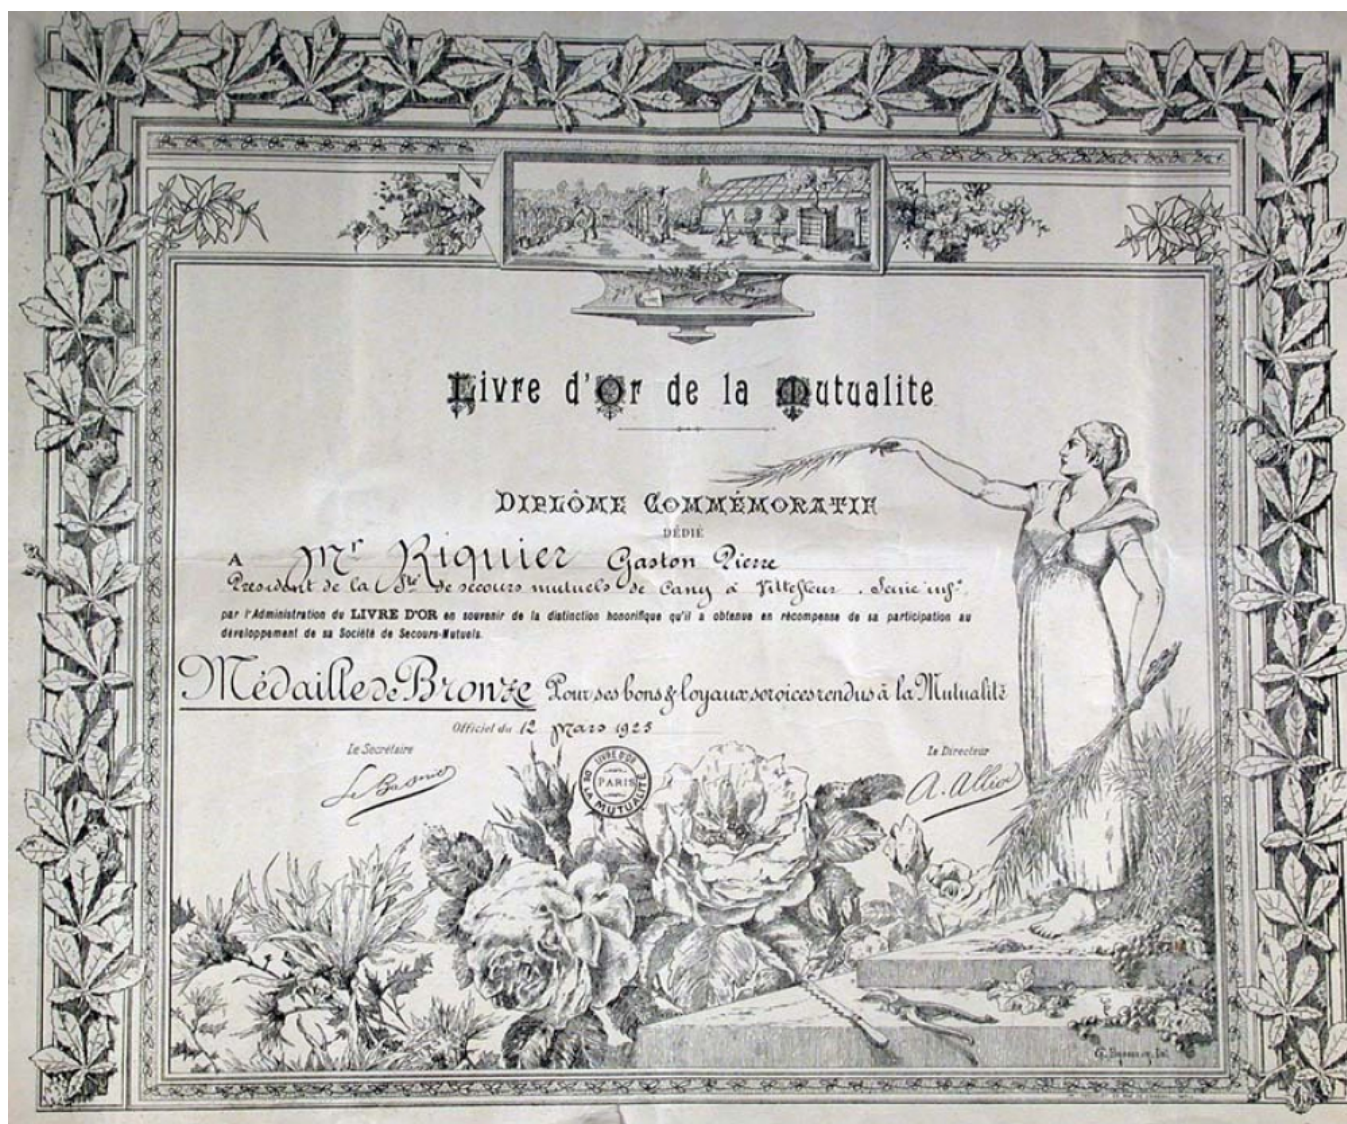 Livre d'Or de la Mutualite
DIPLÔME COMMÉMORATIF
DÉDIÉ
A Mr Riquier Gaston Pierre
President de la Sté de secours mutuels de Cany à Vittefleur. Seine infre
par l'Administration du LIVRE D'OR en souvenir de la distinction honorifique qu'il a obtenue en récompense de sa participation au
développement de sa Société de Secours-Mutuels.
Médaille de Bronze Pour ses bons & loyaux services rendus à la Mutualité
Officiel du 12 Mars 1925
Le Secrétaire
Le Directeur
LIVRE D'OR
PARIS
DE LA MUTUALITÉ
A. Allier